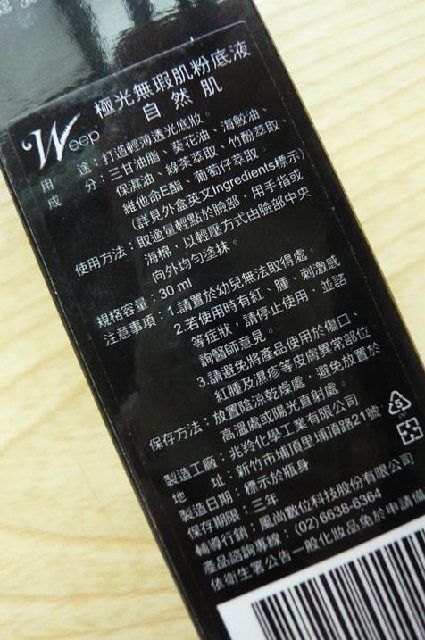 Weep
極光無瑕肌粉底液
自然肌
用　途：打造輕薄透光底妝。
成　分：三甘油脂、葵花油、海鮫油、
保濕油、綠茶萃取、竹粉萃取、
維他命E酯、葡萄仔萃取。
(詳見外盒英文Ingredients標示)
使用方法：取適量輕點於臉部，用手指或
海棉，以輕壓方式由臉部中央
向外均勻塗抹。
規格容量：30 ml
注意事項：1.請置於幼兒無法取得處。
2.若使用時有紅、腫、刺激感
等症狀，請停止使用，並諮
詢醫師意見。
3.請避免將產品使用於傷口、
紅腫及濕疹等皮膚異常部位
保存方法：放置陰涼乾燥處，避免放置於
高溫處或陽光直射處。
製造工廠：光羚化學工業有限公司
地　址：新竹市埔頂里埔頂路21號
製造日期：標示於瓶身
保存期限：三年
輔導行銷：風尚數位科技股份有限公司
產品諮詢專線：(02)6638-6364
依衛生署公告一般化妝品免於申請備